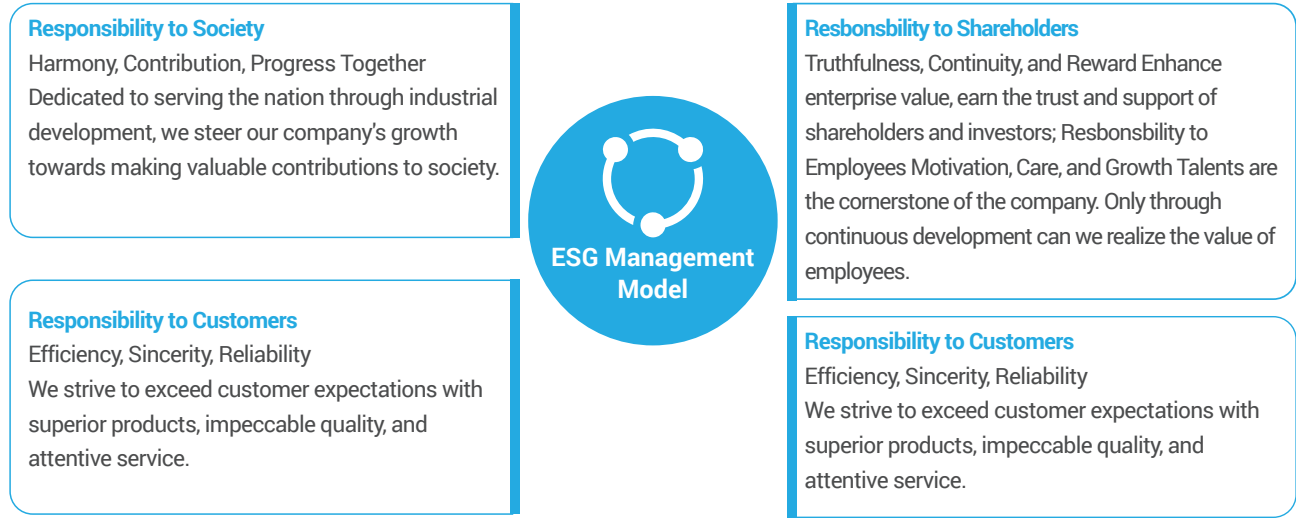 Responsibility to Society
Harmony, Contribution, Progress Together
Dedicated to serving the nation through industrial
development, we steer our company's growth
towards making valuable contributions to society.
Responsibility to Customers
Efficiency, Sincerity, Reliability
We strive to exceed customer expectations with
superior products, impeccable quality, and
attentive service.
ESG Management
Model
Resbonsbility to Shareholders
Truthfulness, Continuity, and Reward Enhance
enterprise value, earn the trust and support of
shareholders and investors; Resbonsbility to
Employees Motivation, Care, and Growth Talents are
the cornerstone of the company. Only through
continuous development can we realize the value of
employees.
Responsibility to Customers
Efficiency, Sincerity, Reliability
We strive to exceed customer expectations with
superior products, impeccable quality, and
attentive service.